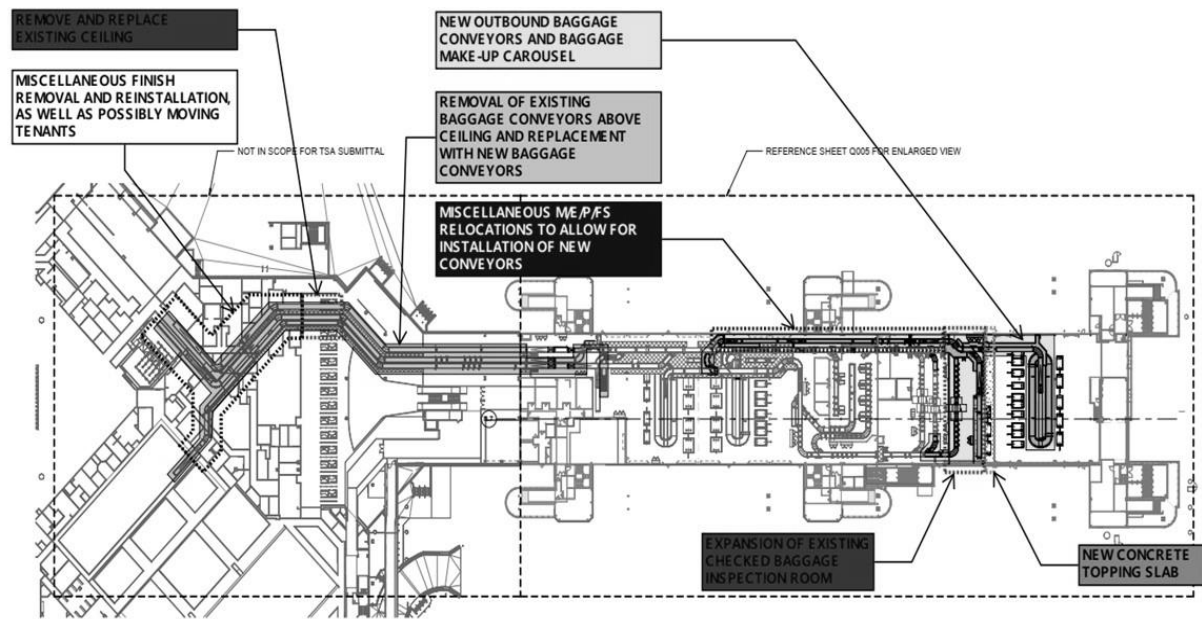 REMOVE AND REPLACE
EXISTING CEILING
MISCELLANEOUS FINISH
REMOVAL AND REINSTALLATION,
AS WELL AS POSSIBLY MOVING
TENANTS
NOT IN SCOPE FOR TSA SUBMITTAL
NEW OUTBOUND BAGGAGE
CONVEYORS AND BAGGAGE
MAKE-UP CAROUSEL
REMOVAL OF EXISTING
BAGGAGE CONVEYORS ABOVE
CEILING AND REPLACEMENT
WITH NEW BAGGAGE
CONVEYORS
REFERENCE SHEET Q005 FOR ENLARGED VIEW
MISCELLANEOUS M/E/P/FS
RELOCATIONS TO ALLOW FOR
INSTALLATION OF NEW
CONVEYORS
EXPANSION OF EXISTING
CHECKED BAGGAGE
INSPECTION ROOM
NEW CONCRETE
TOPPING SLAB